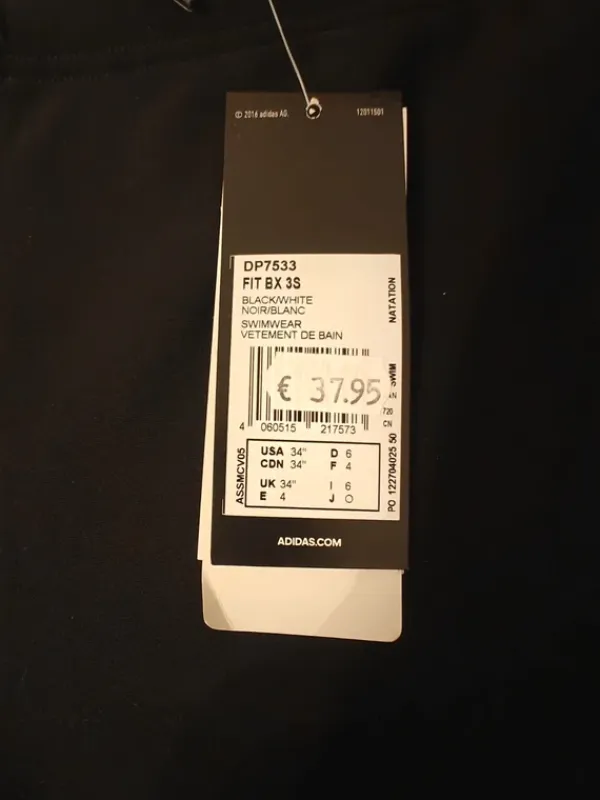 © 2016 adidas AG.
12011501
DP7533
FIT BX 3S
BLACK/WHITE
NOIR/BLANC
SWIMWEAR
VETEMENT DE BAIN
NATATION
SWIM
€ 37.95
720
CN
4 060515 217573
ASSMCV05
USA 34" D 6
CDN 34" F 4
UK 34" I 6
E 4 J O
PO 122704025 50
ADIDAS.COM